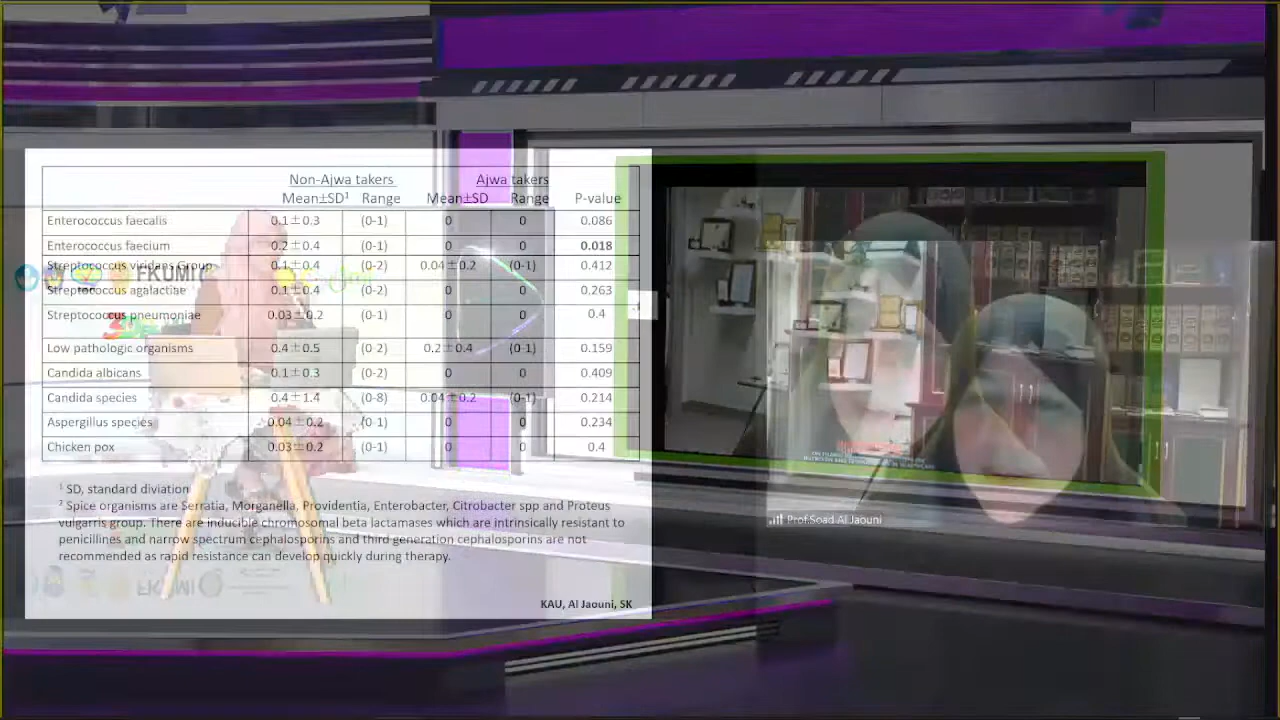 Non-Ajwa takers Ajwa takers
Mean±SD¹ Range Mean±SD Range P-value
Enterococcus faecalis 0.1±0.3 (0-1) 0 0 0.086
Enterococcus faecium 0.2±0.4 (0-1) 0 0 0.018
Streptococcus viridans Group 0.1±0.4 (0-2) 0.04±0.2 (0-1) 0.412
Streptococcus agalactiae 0.1±0.4 (0-2) 0 0 0.263
Streptococcus pneumoniae 0.03±0.2 (0-1) 0 0 0.4
Low pathologic organisms 0.4±0.5 (0-2) 0.2±0.4 (0-1) 0.159
Candida albicans 0.1±0.3 (0-2) 0 0 0.409
Candida species 0.4±1.4 (0-8) 0.04±0.2 (0-1) 0.214
Aspergillus species 0.04±0.2 (0-1) 0 0 0.234
Chicken pox 0.03±0.2 (0-1) 0 0 0.4
¹ SD, standard diviation
² Spice organisms are Serratia, Morganella, Providentia, Enterobacter, Citrobacter spp and Proteus
vulgarris group. There are inducible chromosomal beta lactamases which are intrinsically resistant to
penicillines and narrow spectrum cephalosporins and third generation cephalosporins are not
recommended as rapid resistance can develop quickly during therapy.
KAU, Al Jaouni, SK
FKUMI
Prof.Soad Al Jaouni